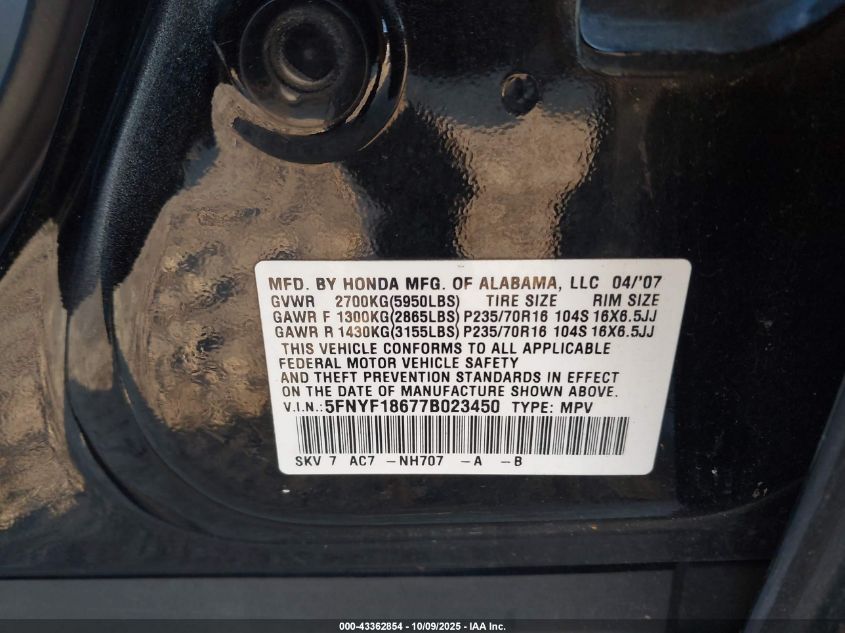 MFD. BY HONDA MFG. OF ALABAMA, LLC 04/'07
GVWR 2700KG(5950LBS) TIRE SIZE RIM SIZE
GAWR F 1300KG(2865LBS) P235/70R16 104S 16X6.5JJ
GAWR R 1430KG(3155LBS) P235/70R16 104S 16X6.5JJ
THIS VEHICLE CONFORMS TO ALL APPLICABLE
FEDERAL MOTOR VEHICLE SAFETY
AND THEFT PREVENTION STANDARDS IN EFFECT
ON THE DATE OF MANUFACTURE SHOWN ABOVE.
V.I.N.: 5FNYF18677B023450 TYPE: MPV
SKV 7 AC7 -NH707 -A -B
61
000-43362854 - 10/09/2025 - IAA Inc.